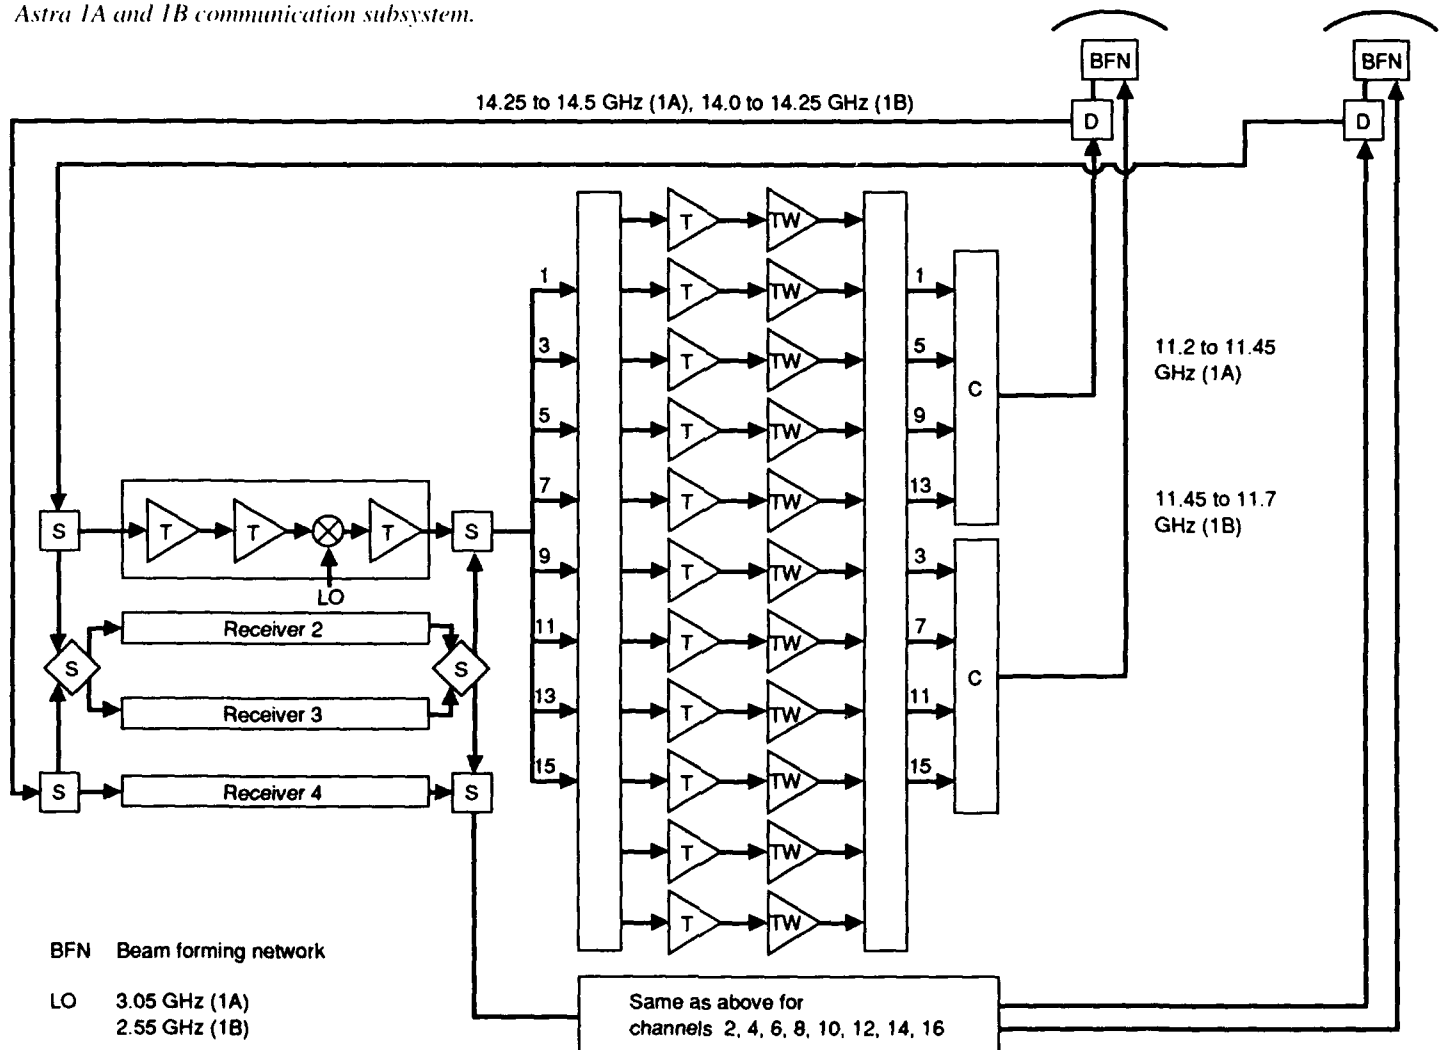 Astra 1A and 1B communication subsystem.
BFN
BFN
14.25 to 14.5 GHz (1A), 14.0 to 14.25 GHz (1B)
D
D
T
TW
1
T
TW
1
3
T
TW
5
11.2 to 11.45
GHz (1A)
C
5
T
TW
9
7
T
TW
13
11.45 to 11.7
GHz (1B)
S
T
T
T
S
LO
9
T
TW
3
Receiver 2
11
T
TW
7
S
S
C
Receiver 3
13
T
TW
11
S
Receiver 4
S
15
T
TW
15
T
TW
T
TW
BFN Beam forming network
LO 3.05 GHz (1A)
2.55 GHz (1B)
Same as above for
channels 2, 4, 6, 8, 10, 12, 14, 16